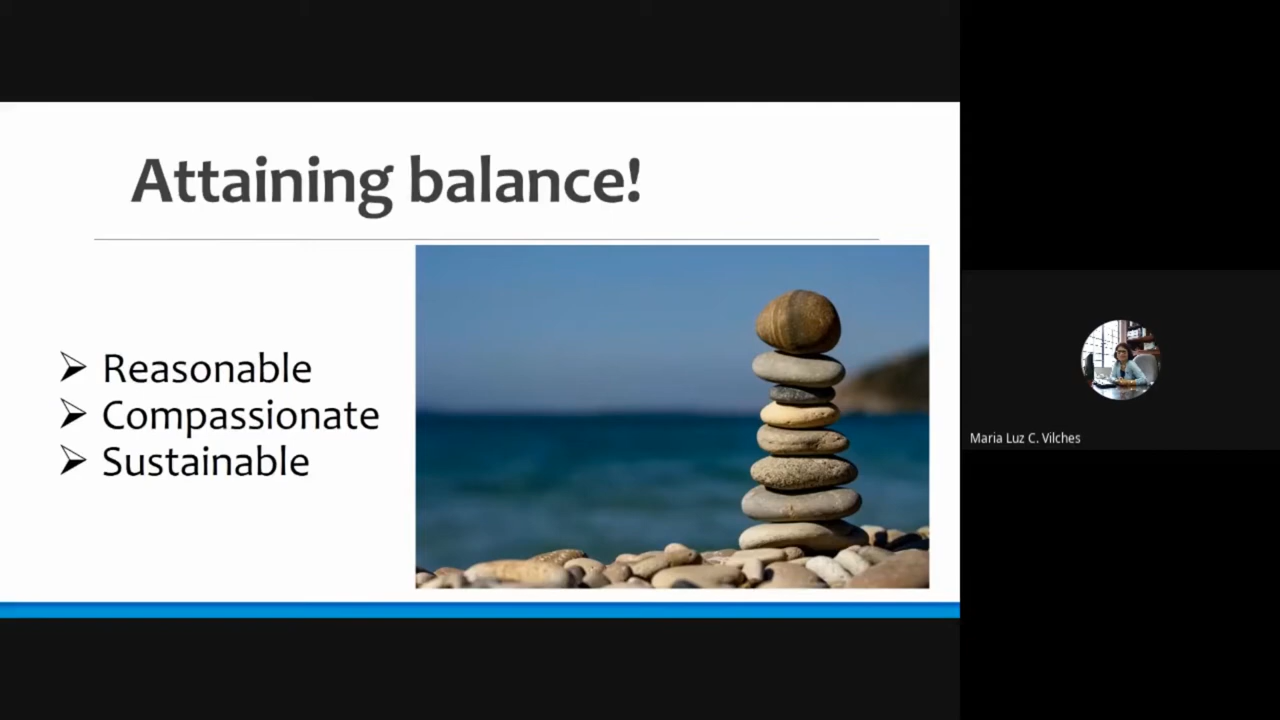 Attaining balance!
Reasonable
Compassionate
Sustainable
Maria Luz C. Vilches